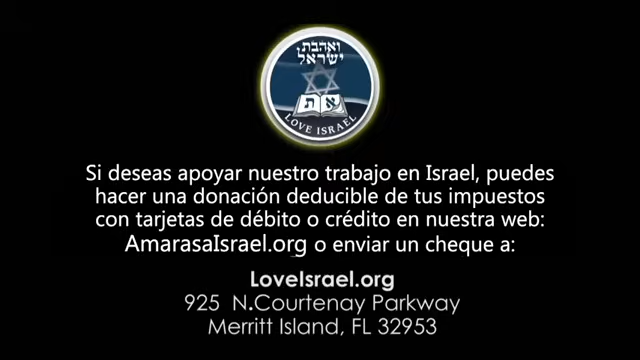 ואהבת
ישראל
את
LOVE ISRAEL
Si deseas apoyar nuestro trabajo en Israel, puedes
hacer una donación deducible de tus impuestos
con tarjetas de débito o crédito en nuestra web:
AmarasaIsrael.org o enviar un cheque a:
LoveIsrael.org
925 N.Courtenay Parkway
Merritt Island, FL 32953